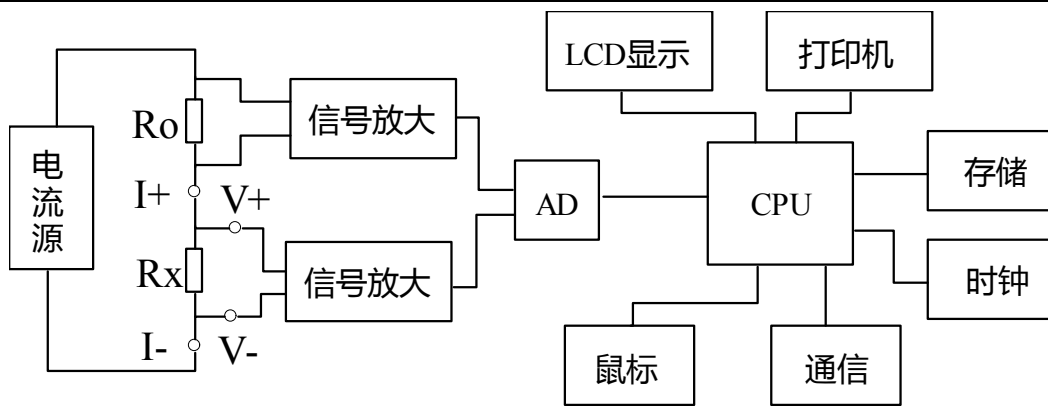 LCD显示
打印机
电流源
Ro
信号放大
I+
V+
AD
CPU
存储
Rx
信号放大
时钟
I-
V-
鼠标
通信